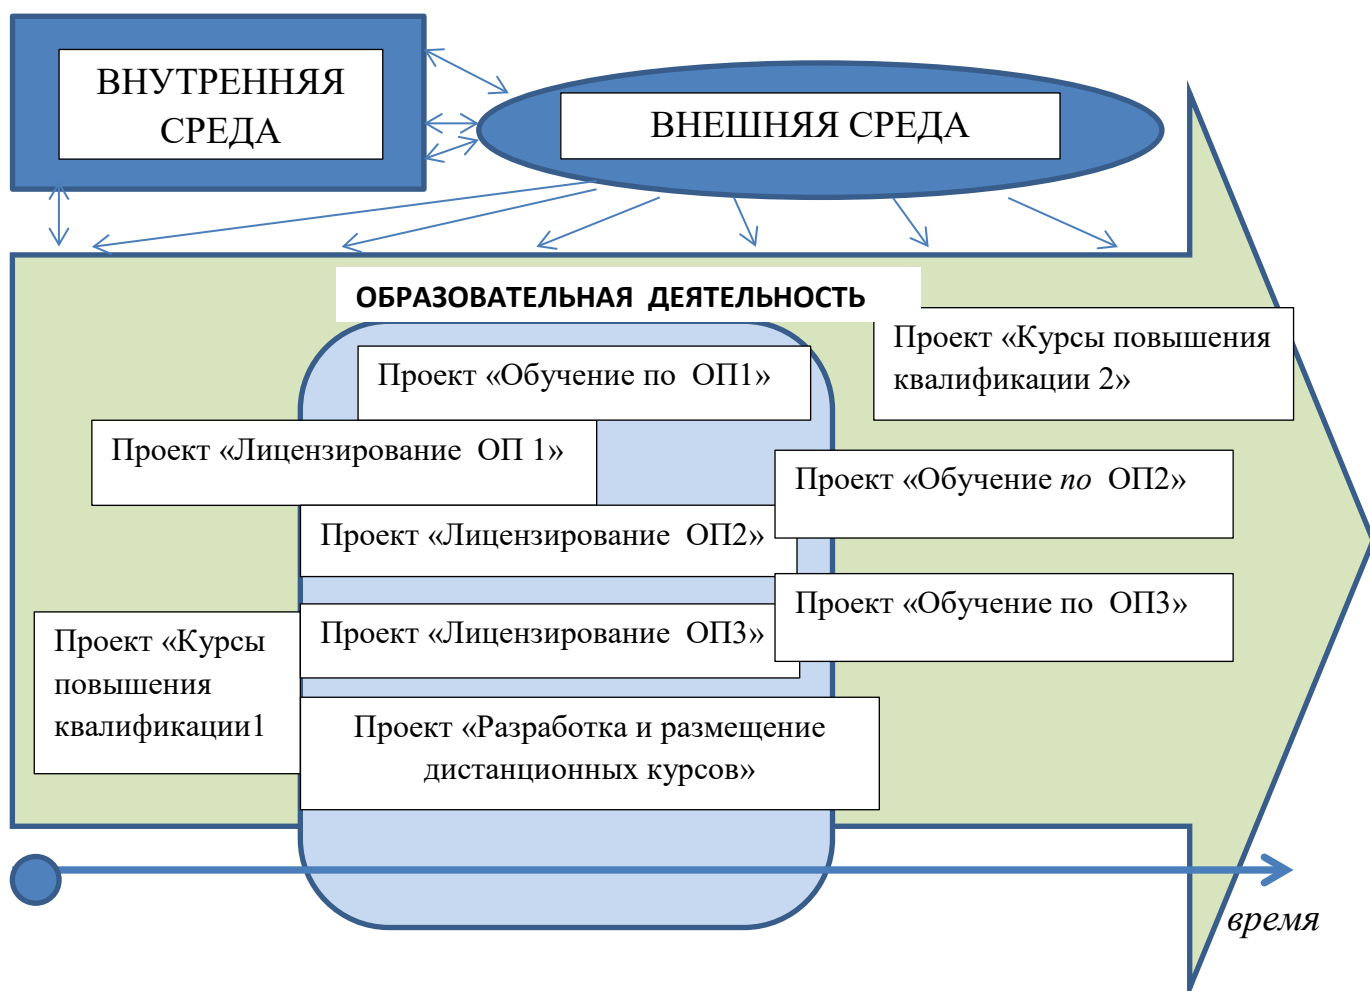 ВНУТРЕННЯЯ
СРЕДА
ВНЕШНЯЯ СРЕДА
ОБРАЗОВАТЕЛЬНАЯ ДЕЯТЕЛЬНОСТЬ
Проект «Курсы повышения
квалификации 2»
Проект «Обучение по ОП1»
Проект «Лицензирование ОП 1»
Проект «Обучение по ОП2»
Проект «Лицензирование ОП2»
Проект «Обучение по ОП3»
Проект «Лицензирование ОП3»
Проект «Курсы
повышения
квалификации1
Проект «Разработка и размещение
дистанционных курсов»
время